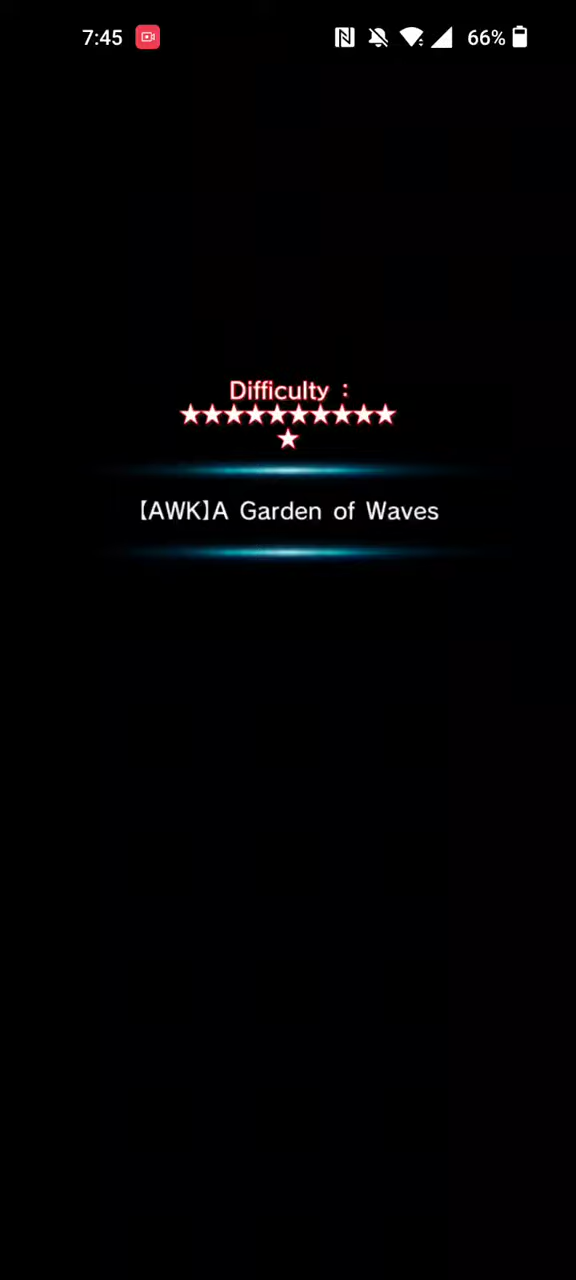 7:45 66%
Difficulty :
★★★★★★★★★★
★
【AWK】A Garden of Waves